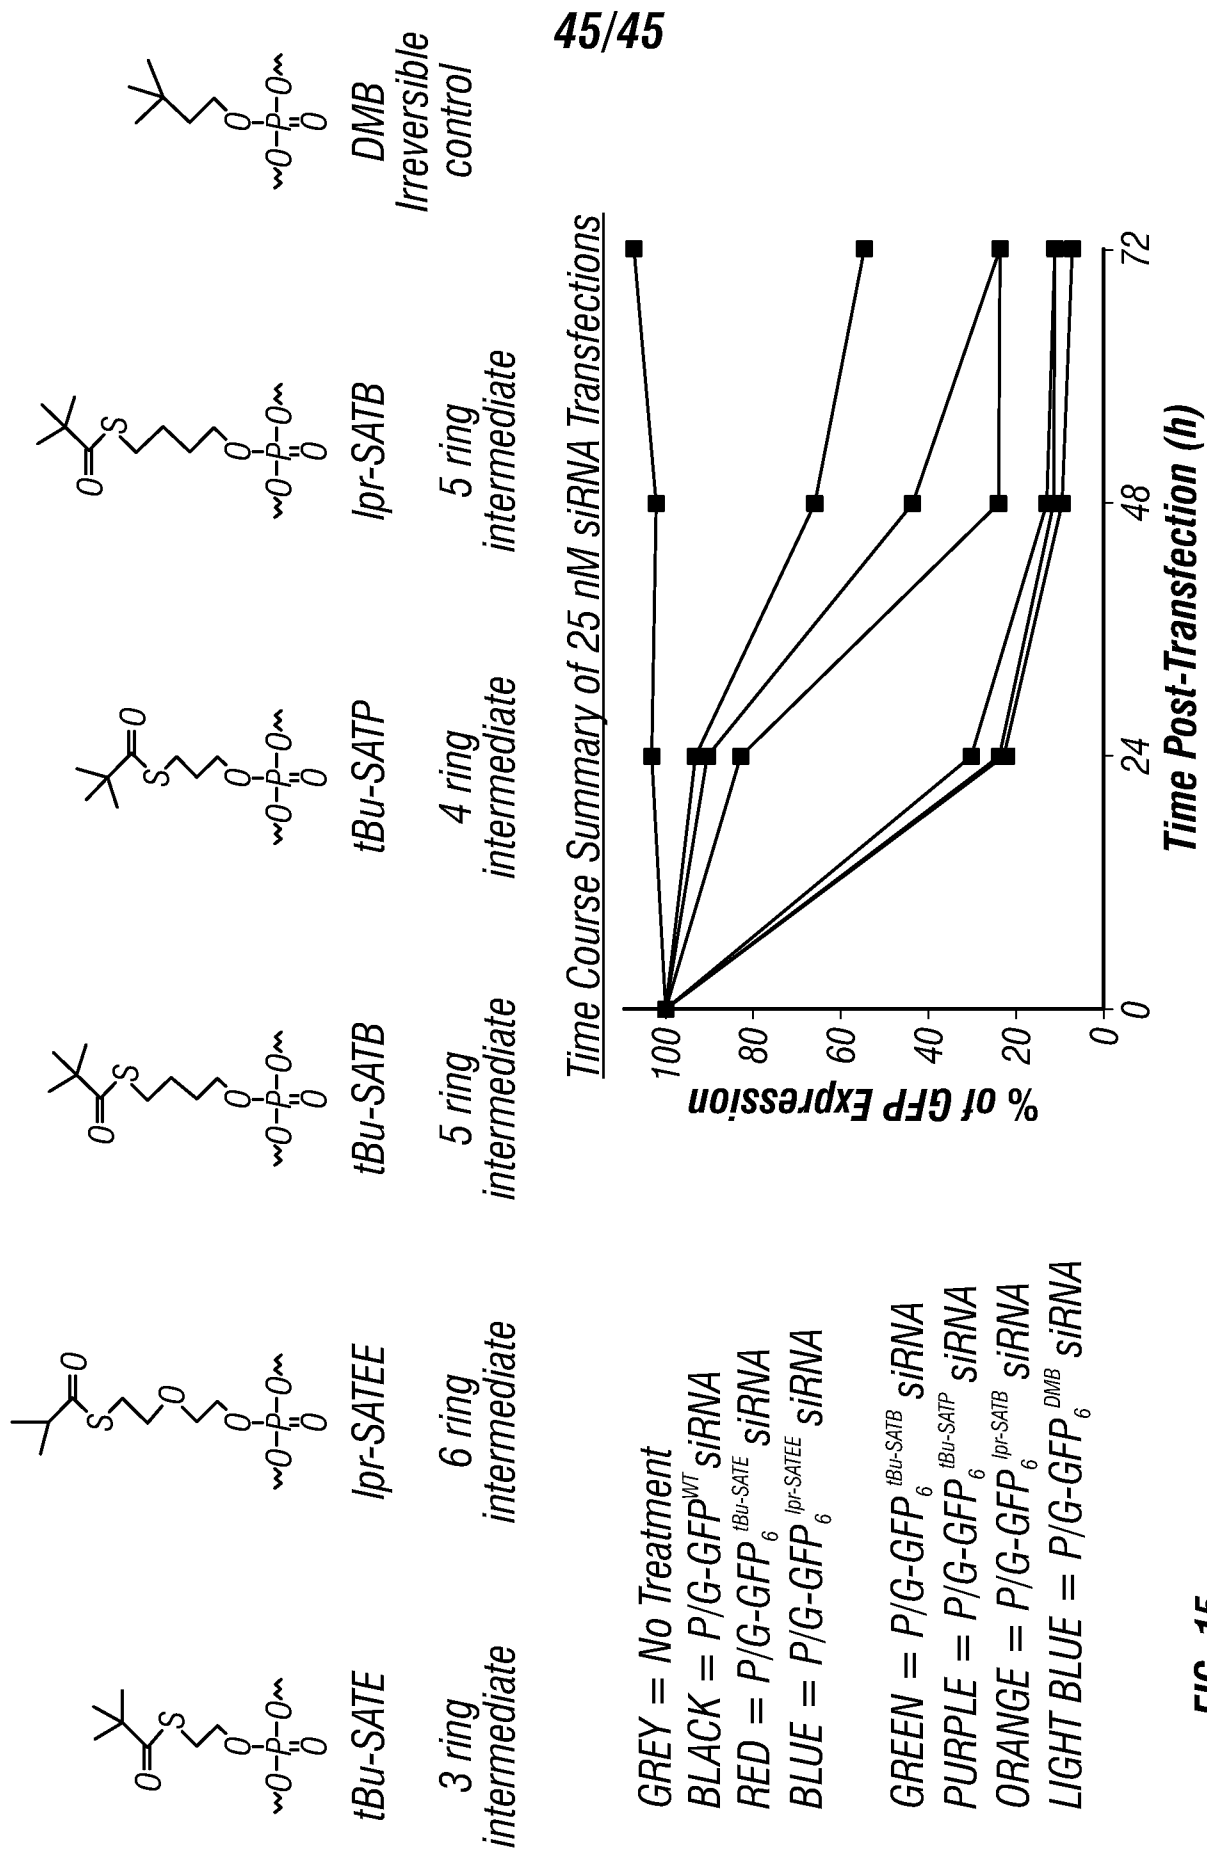 45/45
O
S
O
O–P–O
O
tBu-SATE
3 ring
intermediate
O
S
O
O
O–P–O
O
Ipr-SATEE
6 ring
intermediate
O
S
O
O–P–O
O
tBu-SATB
5 ring
intermediate
O
S
O
O–P–O
O
tBu-SATP
4 ring
intermediate
O
S
O
O–P–O
O
Ipr-SATB
5 ring
intermediate
O
O–P–O
O
DMB
Irreversible
control
GREY = No Treatment
BLACK = P/G-GFP^WT siRNA
RED = P/G-GFP_6^tBu-SATE siRNA
BLUE = P/G-GFP_6^Ipr-SATEE siRNA
GREEN = P/G-GFP_6^tBu-SATB siRNA
PURPLE = P/G-GFP_6^tBu-SATP siRNA
ORANGE = P/G-GFP_6^Ipr-SATB siRNA
LIGHT BLUE = P/G-GFP_6^DMB siRNA
Time Course Summary of 25 nM siRNA Transfections
% of GFP Expression
100
80
60
40
20
0
0
24
48
72
Time Post-Transfection (h)
FIG. 15